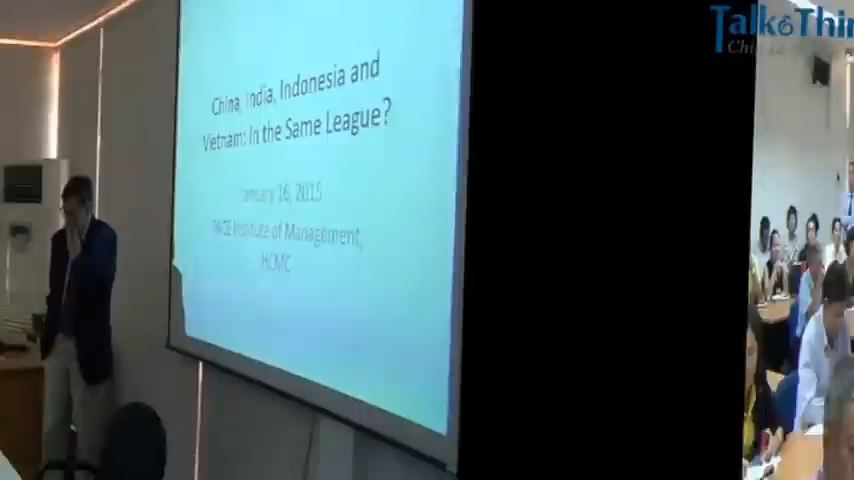 China, India, Indonesia and
Vietnam: In the Same League?
January 16, 2015
PACE Institute of Management,
HCMC
Talk&Thin